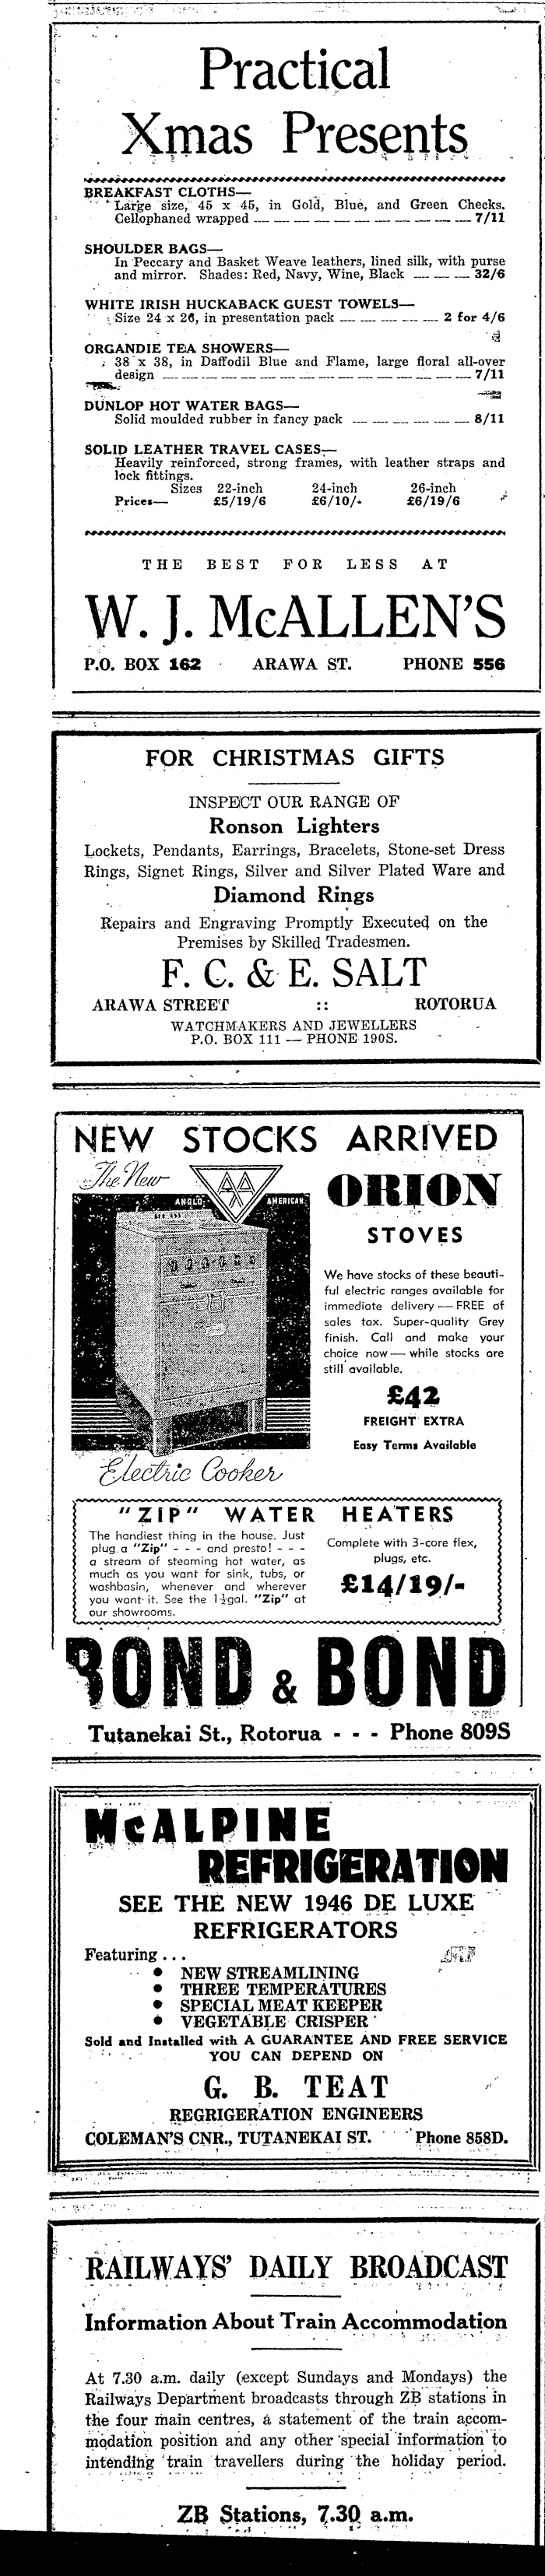 Practical
Xmas Presents
BREAKFAST CLOTHS—
Large size, 45 x 45, in Gold, Blue, and Green Checks.
Cellophaned wrapped — — — — — — — — — 7/11
SHOULDER BAGS—
In Peccary and Basket Weave leathers, lined silk, with purse
and mirror. Shades: Red, Navy, Wine, Black — — — 32/6
WHITE IRISH HUCKABACK GUEST TOWELS—
Size 24 x 26, in presentation pack — — — — — 2 for 4/6
ORGANDIE TEA SHOWERS—
38 x 38, in Daffodil Blue and Flame, large floral all-over
design — — — — — — — — — — — — — 7/11
DUNLOP HOT WATER BAGS—
Solid moulded rubber in fancy pack — — — — — — 8/11
SOLID LEATHER TRAVEL CASES—
Heavily reinforced, strong frames, with leather straps and
lock fittings.
Sizes 22-inch 24-inch 26-inch
Prices— £5/19/6 £6/10/- £6/19/6
THE BEST FOR LESS AT
W. J. McALLEN'S
P.O. BOX 162 ARAWA ST. PHONE 556
FOR CHRISTMAS GIFTS
INSPECT OUR RANGE OF
Ronson Lighters
Lockets, Pendants, Earrings, Bracelets, Stone-set Dress
Rings, Signet Rings, Silver and Silver Plated Ware and
Diamond Rings
Repairs and Engraving Promptly Executed on the
Premises by Skilled Tradesmen.
F. C. & E. SALT
ARAWA STREET :: ROTORUA
WATCHMAKERS AND JEWELLERS
P.O. BOX 111 — PHONE 190S.
NEW STOCKS ARRIVED
The New
ANGLO AA A AMERICAN
ORION
STOVES
We have stocks of these beauti-
ful electric ranges available for
immediate delivery — FREE of
sales tax. Super-quality Grey
finish. Call and make your
choice now — while stocks are
still available.
£42
FREIGHT EXTRA
Easy Terms Available
Electric Cooker
"ZIP" WATER HEATERS
The handiest thing in the house. Just
plug a "Zip" - - - and presto! - - -
a stream of steaming hot water, as
much as you want for sink, tubs, or
washbasin, whenever and wherever
you want it. See the 1½gal. "Zip" at
our showrooms.
Complete with 3-core flex,
plugs, etc.
£14/19/-
BOND & BOND
Tutanekai St., Rotorua - - - Phone 809S
McALPINE
REFRIGERATION
SEE THE NEW 1946 DE LUXE
REFRIGERATORS
Featuring . . .
• NEW STREAMLINING
• THREE TEMPERATURES
• SPECIAL MEAT KEEPER
• VEGETABLE CRISPER
Sold and Installed with A GUARANTEE AND FREE SERVICE
YOU CAN DEPEND ON
G. B. TEAT
REGRIGERATION ENGINEERS
COLEMAN'S CNR., TUTANEKAI ST. Phone 858D.
RAILWAYS' DAILY BROADCAST
Information About Train Accommodation
At 7.30 a.m. daily (except Sundays and Mondays) the
Railways Department broadcasts through ZB stations in
the four main centres, a statement of the train accom-
modation position and any other special information to
intending train travellers during the holiday period.
ZB Stations, 7.30 a.m.